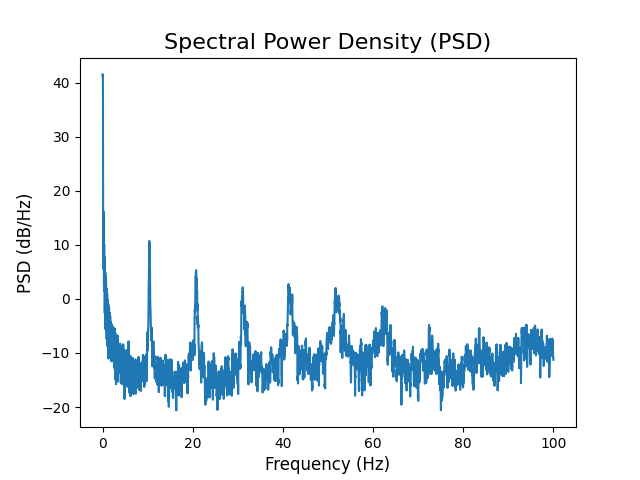 Spectral Power Density (PSD)
40
30
20
10
0
−10
−20
PSD (dB/Hz)
0 20 40 60 80 100
Frequency (Hz)